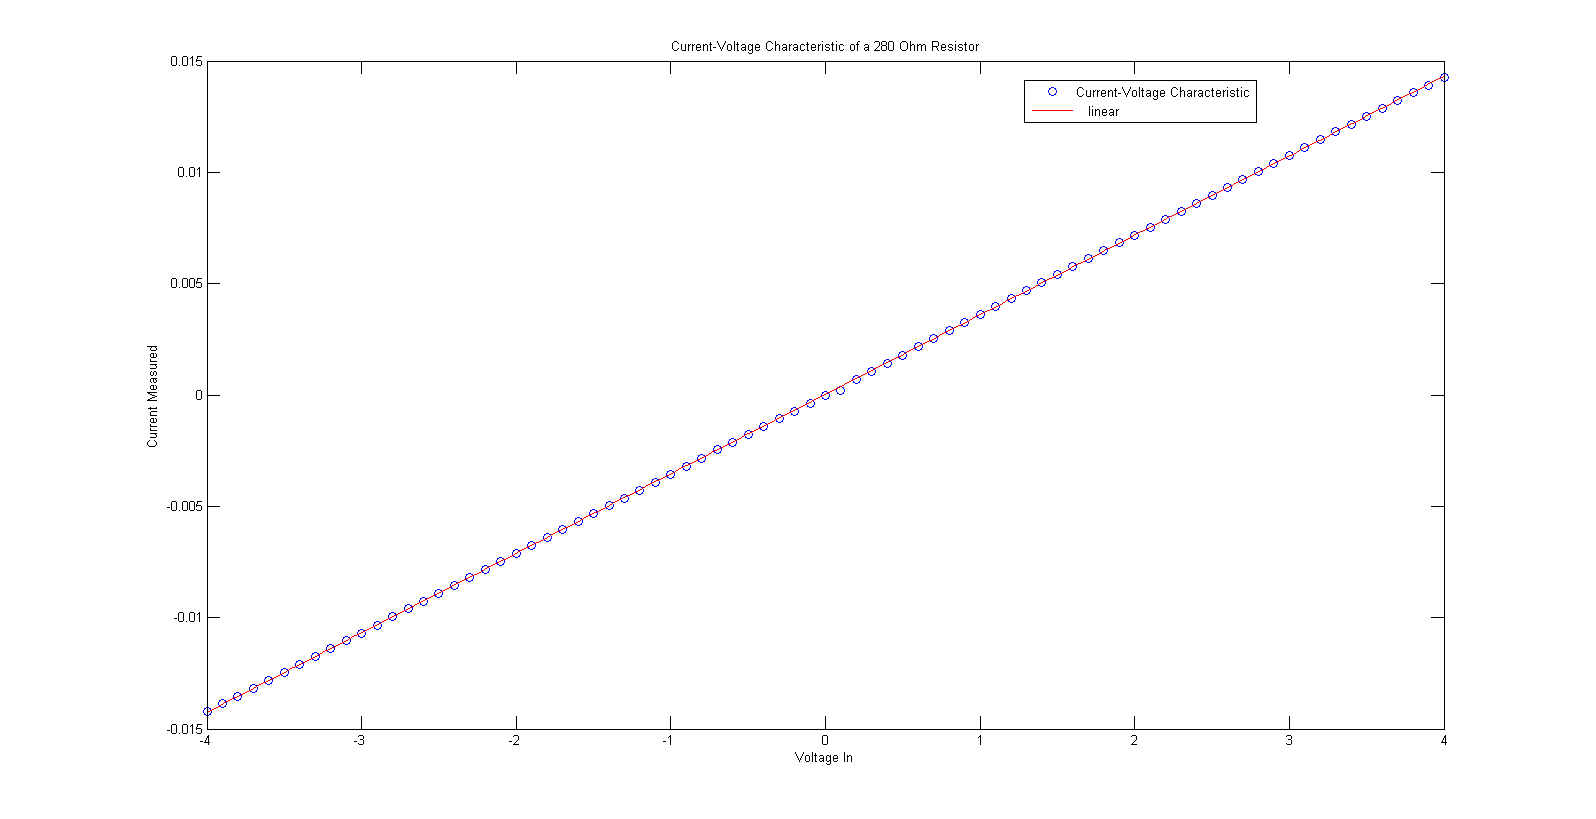 Current-Voltage Characteristic of a 280 Ohm Resistor
0.015
Current-Voltage Characteristic
linear
0.01
0.005
Current Measured
0
-0.005
-0.01
-0.015
-4 -3 -2 -1 0 1 2 3 4
Voltage In